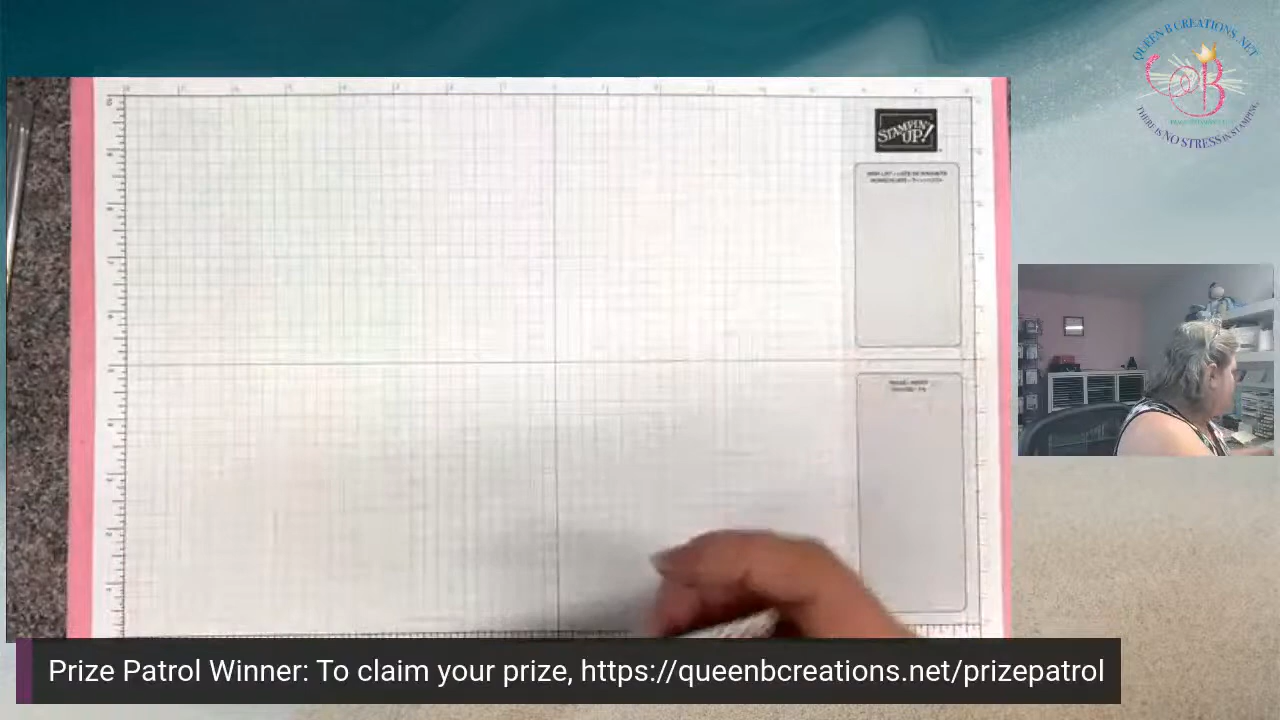 QUEEN B CREATIONS.NET
THERE IS NO STRESS IN STAMPING
STAMPIN' UP!
Prize Patrol Winner: To claim your prize, https://queenbcreations.net/prizepatrol